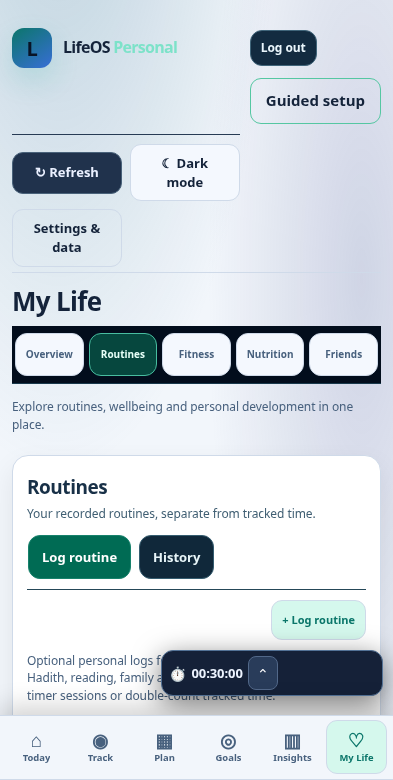 L
LifeOS Personal
Log out
Guided setup
↻ Refresh
☾ Dark
mode
Settings &
data
My Life
Overview
Routines
Fitness
Nutrition
Friends
Explore routines, wellbeing and personal development in one
place.
Routines
Your recorded routines, separate from tracked time.
Log routine
History
+ Log routine
Optional personal logs
Hadith, reading, family
timer sessions or double-count tracked time.
00:30:00
Today
Track
Plan
Goals
Insights
My Life